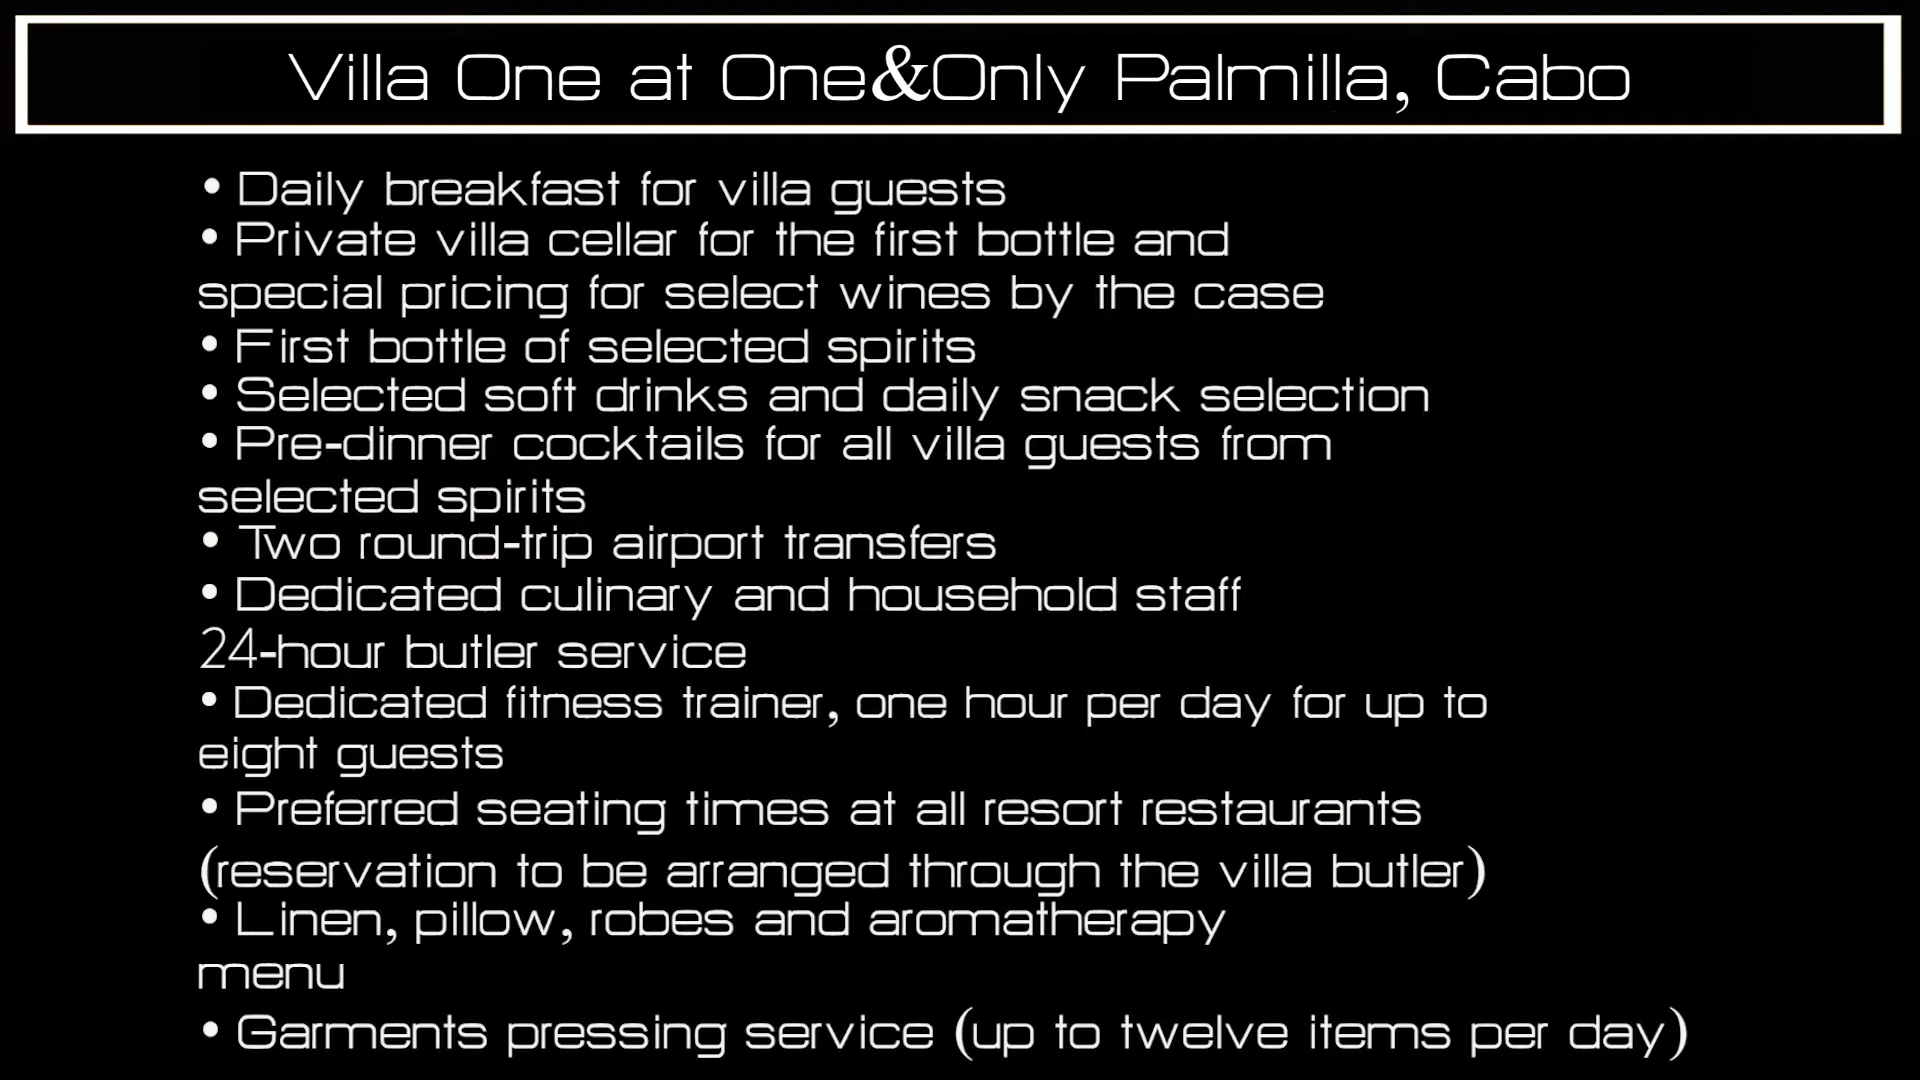 Villa One at One&Only Palmilla, Cabo
• Daily breakfast for villa guests
• Private villa cellar for the first bottle and
special pricing for select wines by the case
• First bottle of selected spirits
• Selected soft drinks and daily snack selection
• Pre-dinner cocktails for all villa guests from
selected spirits
• Two round-trip airport transfers
• Dedicated culinary and household staff
24-hour butler service
• Dedicated fitness trainer, one hour per day for up to
eight guests
• Preferred seating times at all resort restaurants
(reservation to be arranged through the villa butler)
• Linen, pillow, robes and aromatherapy
menu
• Garments pressing service (up to twelve items per day)